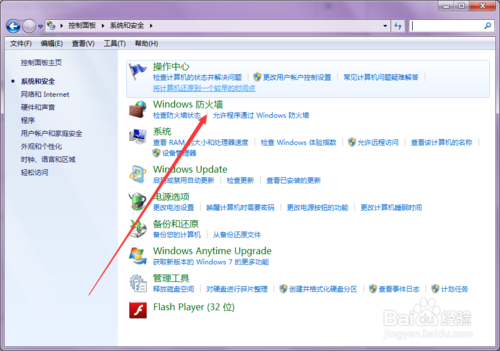 控制面板 ▸ 系统和安全 ▸
文件(F) 编辑(E) 查看(V) 工具(T) 帮助(H)
控制面板主页
系统和安全
网络和 Internet
硬件和声音
程序
用户帐户和家庭安全
外观和个性化
时钟、语言和区域
轻松访问
操作中心
检查计算机的状态并解决问题 更改用户帐户控制设置 常见计算机问题疑难解答
将计算机还原到一个较早的时间点
Windows 防火墙
检查防火墙状态 允许程序通过 Windows 防火墙
系统
查看 RAM 的大小和处理器速度 检查 Windows 体验指数 允许远程访问 查看该计算机的名称
设备管理器
Windows Update
启用或禁用自动更新 检查更新 查看已安装的更新
电源选项
更改电池设置 唤醒计算机时需要密码 更改电源按钮的功能 更改计算机睡眠时间
备份和还原
备份您的计算机 从备份还原文件
Windows Anytime Upgrade
获取新版本的 Windows 7 的更多功能
管理工具
释放磁盘空间 对硬盘进行碎片整理 创建并格式化硬盘分区 查看事件日志 计划任务
Flash Player (32 位)
Baidu 经验
jingyan.baidu.com